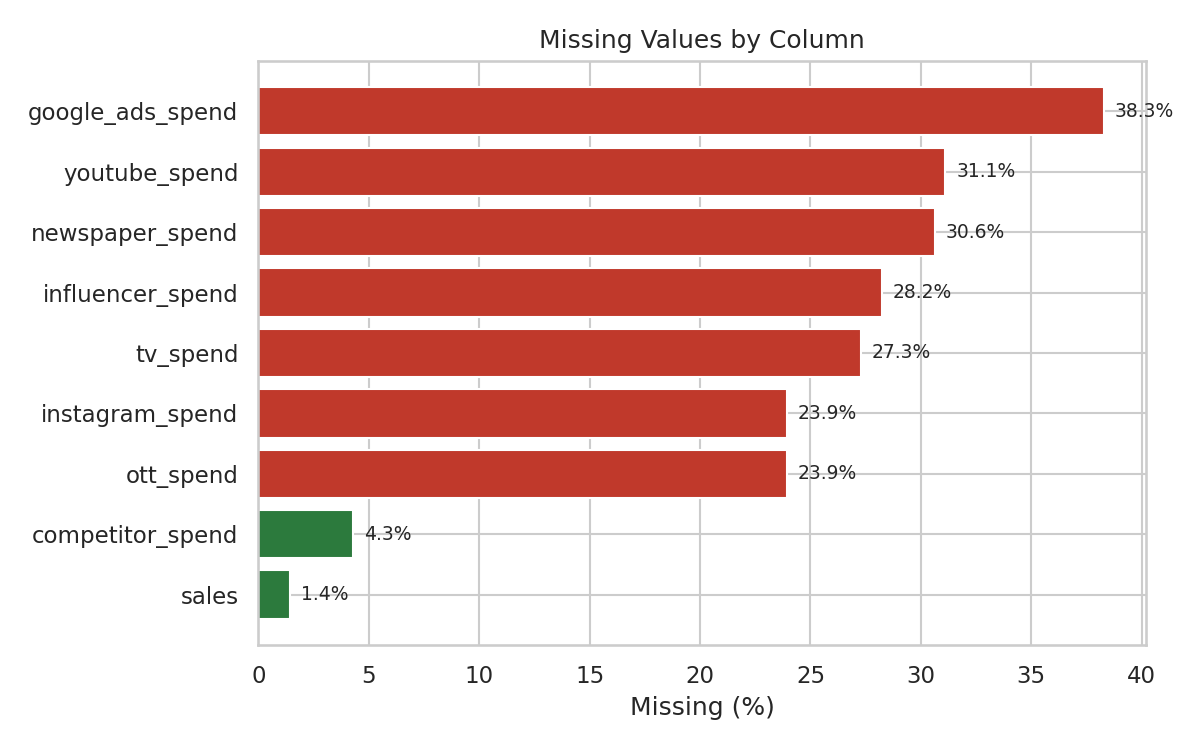 Missing Values by Column
google_ads_spend 38.3%
youtube_spend 31.1%
newspaper_spend 30.6%
influencer_spend 28.2%
tv_spend 27.3%
instagram_spend 23.9%
ott_spend 23.9%
competitor_spend 4.3%
sales 1.4%
0 5 10 15 20 25 30 35 40
Missing (%)